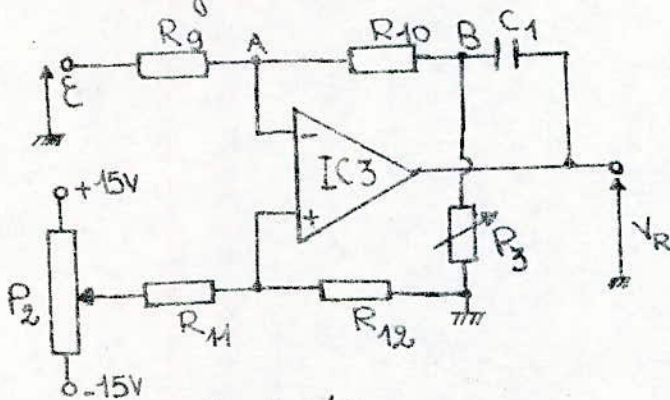 R9 A R10 B C1
ε
- IC3
+15V
+
P3 VR
P2
R11 R12
-15V